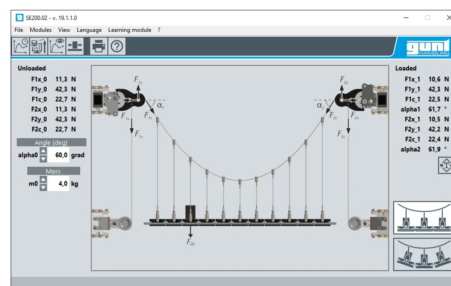 SE200.02 - v. 19.1.1.0
File Modules View Language Learning module ?
gunt
Unloaded
F1x_0 11,3 N
F1y_0 42,3 N
F1c_0 22,7 N
F2x_0 11,3 N
F2y_0 42,3 N
F2c_0 22,7 N
Angle (deg)
alpha0 60,0 grad
Mass
m0 4,0 kg
Loaded
F1x_1 10,6 N
F1y_1 42,3 N
F1c_1 22,5 N
alpha1 61,7 °
F2x_1 10,5 N
F2y_1 42,2 N
F2c_1 22,4 N
alpha2 61,9 °